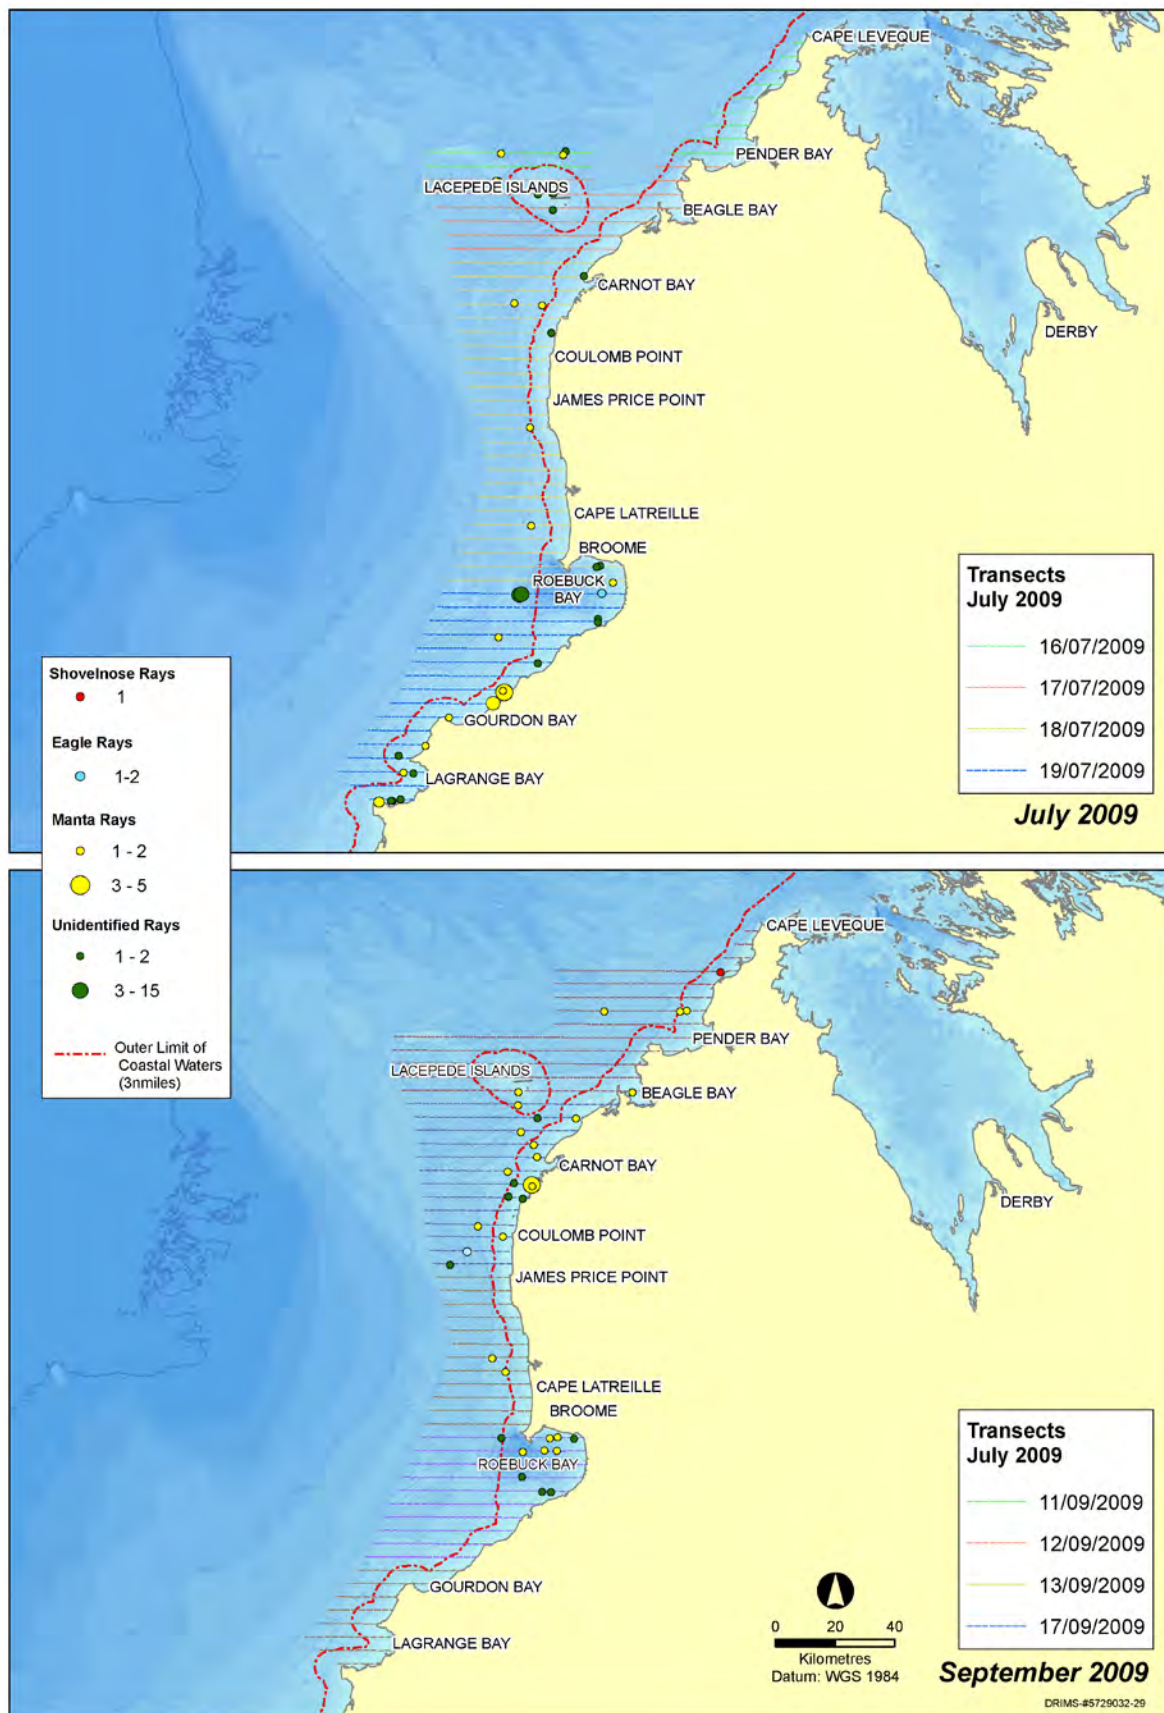 CAPE LEVEQUE
PENDER BAY
LACEPEDE ISLANDS
BEAGLE BAY
CARNOT BAY
DERBY
COULOMB POINT
JAMES PRICE POINT
CAPE LATREILLE
BROOME
ROEBUCK
BAY
GOURDON BAY
LAGRANGE BAY
Transects
July 2009
16/07/2009
17/07/2009
18/07/2009
19/07/2009
July 2009
Shovelnose Rays
1
Eagle Rays
1-2
Manta Rays
1 - 2
3 - 5
Unidentified Rays
1 - 2
3 - 15
Outer Limit of
Coastal Waters
(3nmiles)
CAPE LEVEQUE
PENDER BAY
LACEPEDE ISLANDS
BEAGLE BAY
CARNOT BAY
DERBY
COULOMB POINT
JAMES PRICE POINT
CAPE LATREILLE
BROOME
ROEBUCK BAY
GOURDON BAY
LAGRANGE BAY
0 20 40
Kilometres
Datum: WGS 1984
Transects
July 2009
11/09/2009
12/09/2009
13/09/2009
17/09/2009
September 2009
DRIMS-#5729032-29